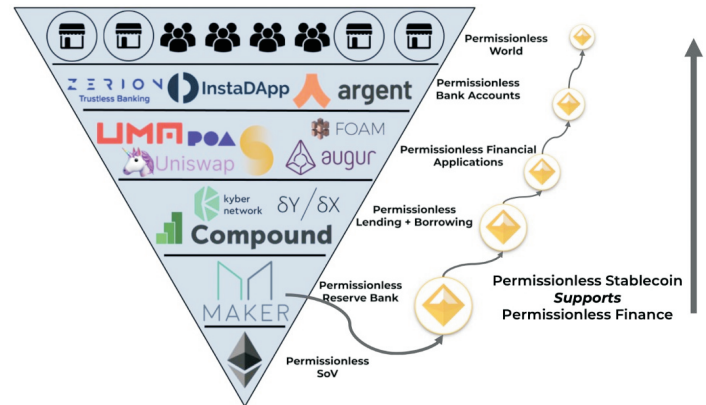 Permissionless
World
ZERION
Trustless Banking
InstaDApp
argent
Permissionless
Bank Accounts
UMA
POA
FOAM
Uniswap
augur
Permissionless Financial
Applications
kyber
network
δY/δX
Compound
Permissionless
Lending + Borrowing
MAKER
Permissionless
Reserve Bank
Permissionless Stablecoin
Supports
Permissionless Finance
Permissionless
SoV